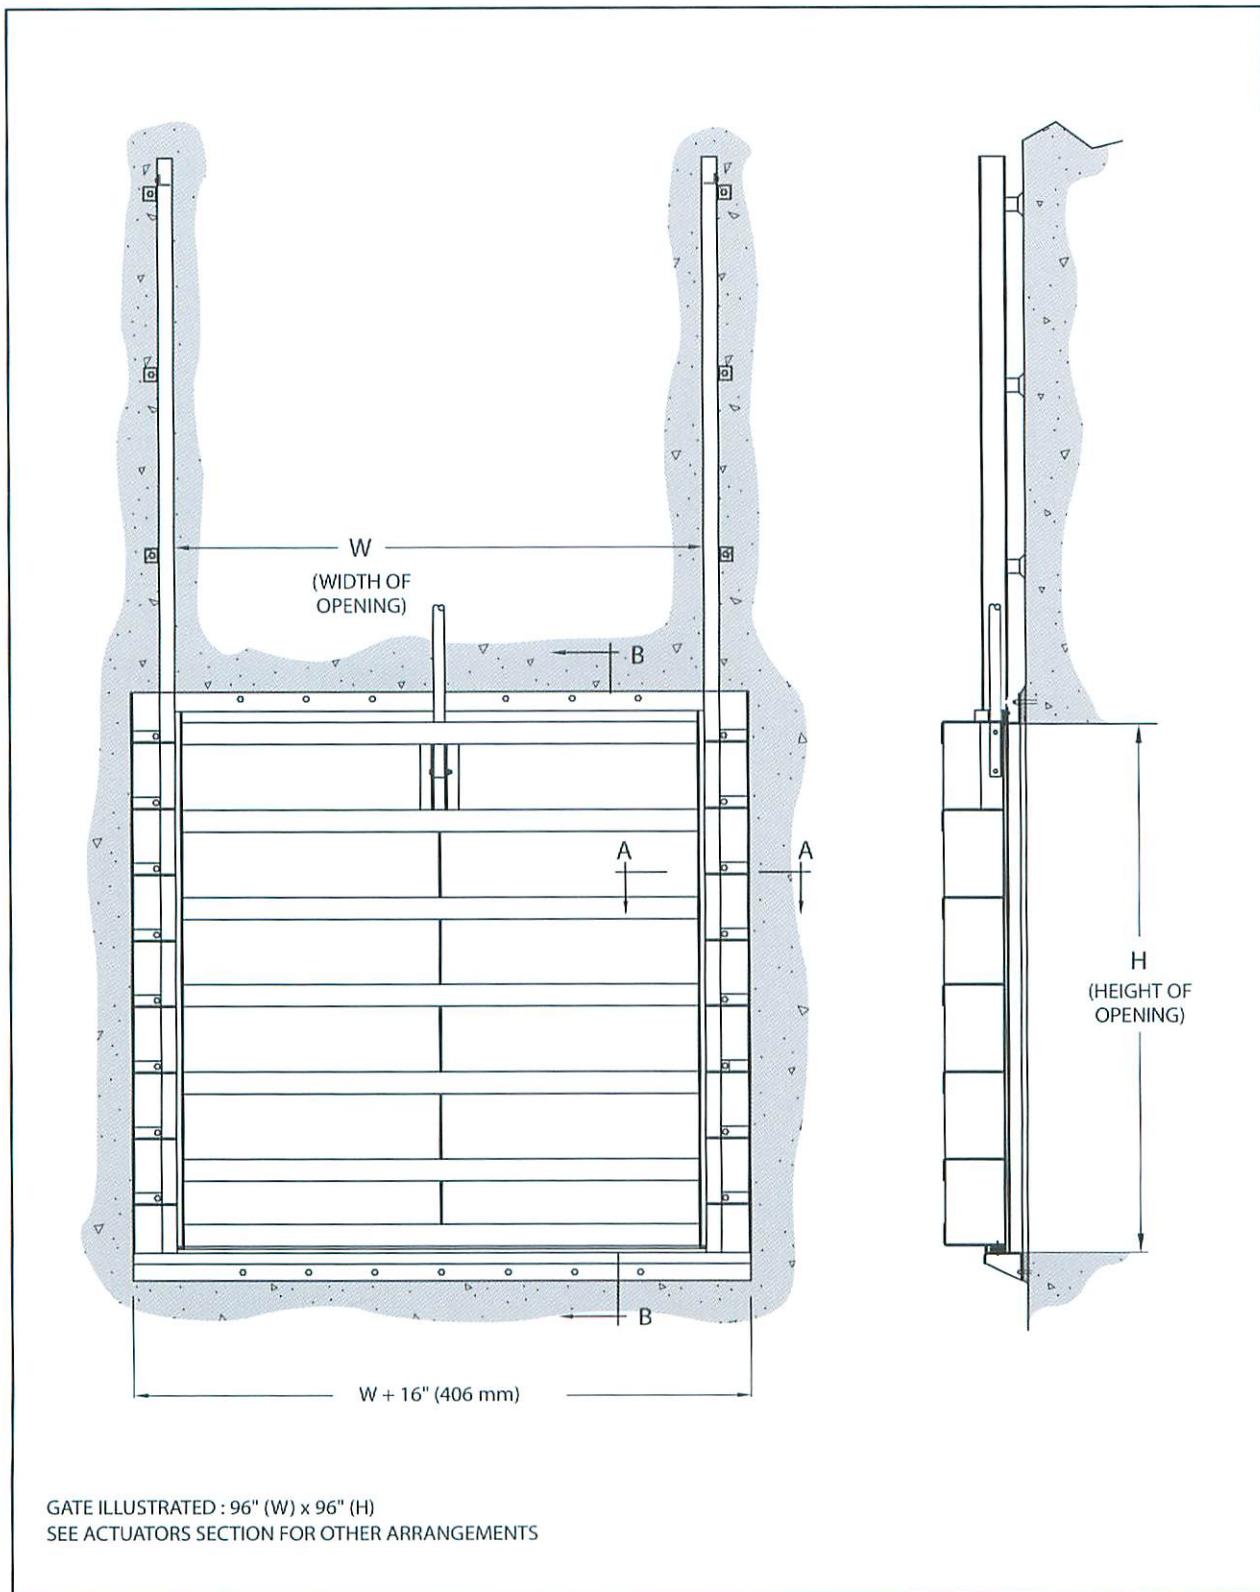 W
(WIDTH OF
OPENING)
B
A
A
H
(HEIGHT OF
OPENING)
B
W + 16" (406 mm)
GATE ILLUSTRATED : 96" (W) x 96" (H)
SEE ACTUATORS SECTION FOR OTHER ARRANGEMENTS